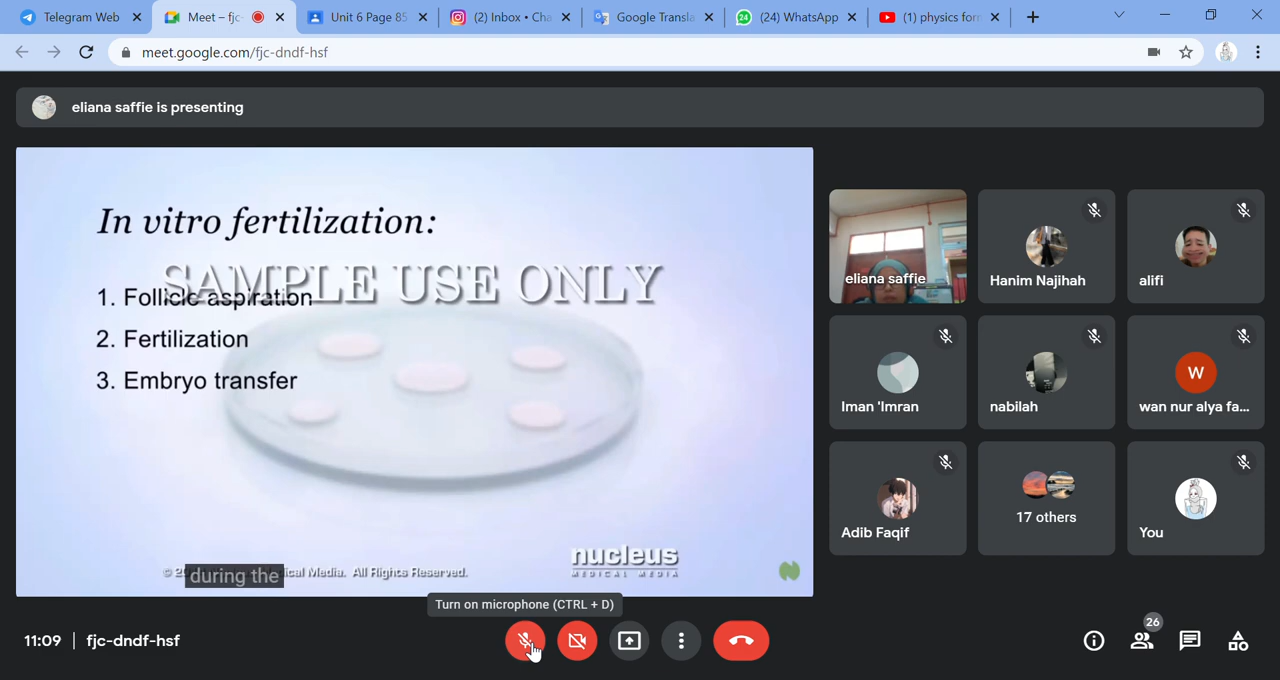 Telegram Web
Meet – fjc-
Unit 6 Page 85
(2) Inbox • Cha
Google Transla
24
(24) WhatsApp
(1) physics form
meet.google.com/fjc-dndf-hsf
eliana saffie is presenting
In vitro fertilization:
SAMPLE USE ONLY
1. Follicle aspiration
2. Fertilization
3. Embryo transfer
during the
Media. All Rights Reserved.
nucleus
MEDICAL MEDIA
eliana saffie
Hanim Najihah
alifi
Iman 'Imran
nabilah
W
wan nur alya fa...
Adib Faqif
17 others
You
Turn on microphone (CTRL + D)
11:09
fjc-dndf-hsf
26